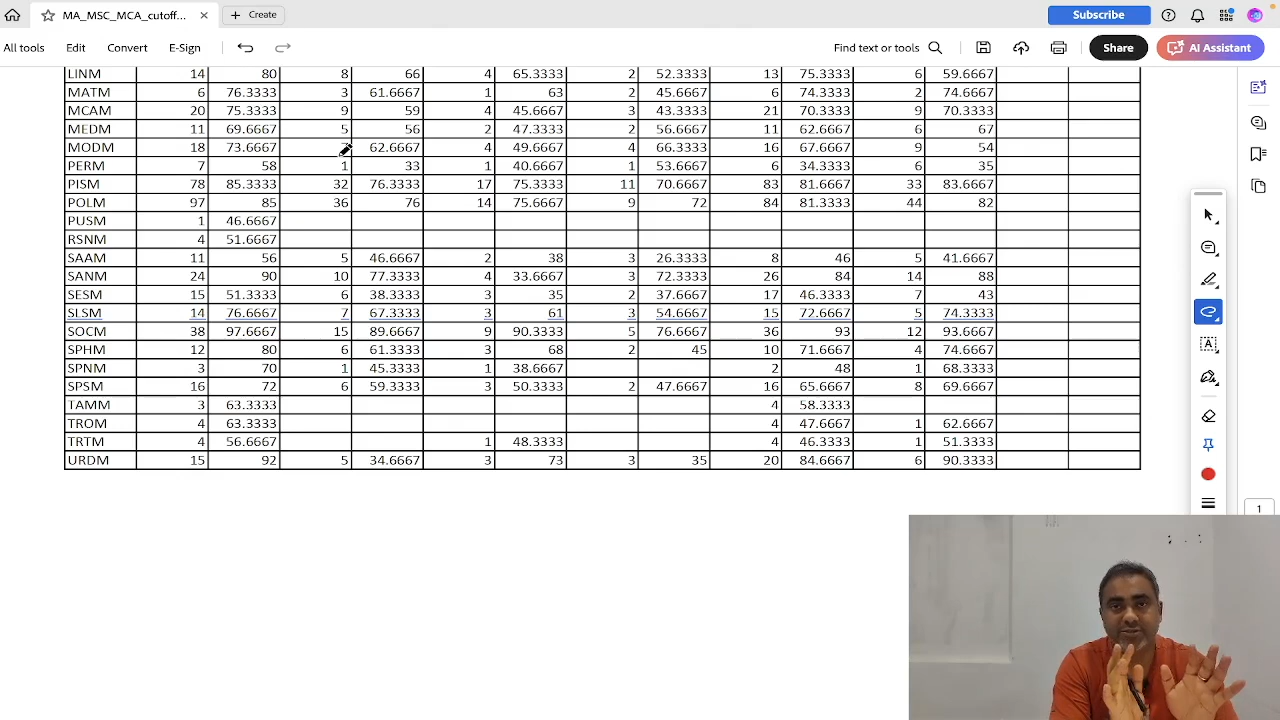 MA_MSC_MCA_cutoff...
Create
Subscribe
All tools Edit Convert E-Sign
Find text or tools
Share
AI Assistant
LINM 14 80 8 66 4 65.3333 2 52.3333 13 75.3333 6 59.6667
MATM 6 76.3333 3 61.6667 1 63 2 45.6667 6 74.3333 2 74.6667
MCAM 20 75.3333 9 59 4 45.6667 3 43.3333 21 70.3333 9 70.3333
MEDM 11 69.6667 5 56 2 47.3333 2 56.6667 11 62.6667 6 67
MODM 18 73.6667 62.6667 4 49.6667 4 66.3333 16 67.6667 9 54
PERM 7 58 1 33 1 40.6667 1 53.6667 6 34.3333 6 35
PISM 78 85.3333 32 76.3333 17 75.3333 11 70.6667 83 81.6667 33 83.6667
POLM 97 85 36 76 14 75.6667 9 72 84 81.3333 44 82
PUSM 1 46.6667
RSNM 4 51.6667
SAAM 11 56 5 46.6667 2 38 3 26.3333 8 46 5 41.6667
SANM 24 90 10 77.3333 4 33.6667 3 72.3333 26 84 14 88
SESM 15 51.3333 6 38.3333 3 35 2 37.6667 17 46.3333 7 43
SLSM 14 76.6667 7 67.3333 3 61 3 54.6667 15 72.6667 5 74.3333
SOCM 38 97.6667 15 89.6667 9 90.3333 5 76.6667 36 93 12 93.6667
SPHM 12 80 6 61.3333 3 68 2 45 10 71.6667 4 74.6667
SPNM 3 70 1 45.3333 1 38.6667 2 48 1 68.3333
SPSM 16 72 6 59.3333 3 50.3333 2 47.6667 16 65.6667 8 69.6667
TAMM 3 63.3333 4 58.3333
TROM 4 63.3333 4 47.6667 1 62.6667
TRTM 4 56.6667 1 48.3333 4 46.3333 1 51.3333
URDM 15 92 5 34.6667 3 73 3 35 20 84.6667 6 90.3333
1